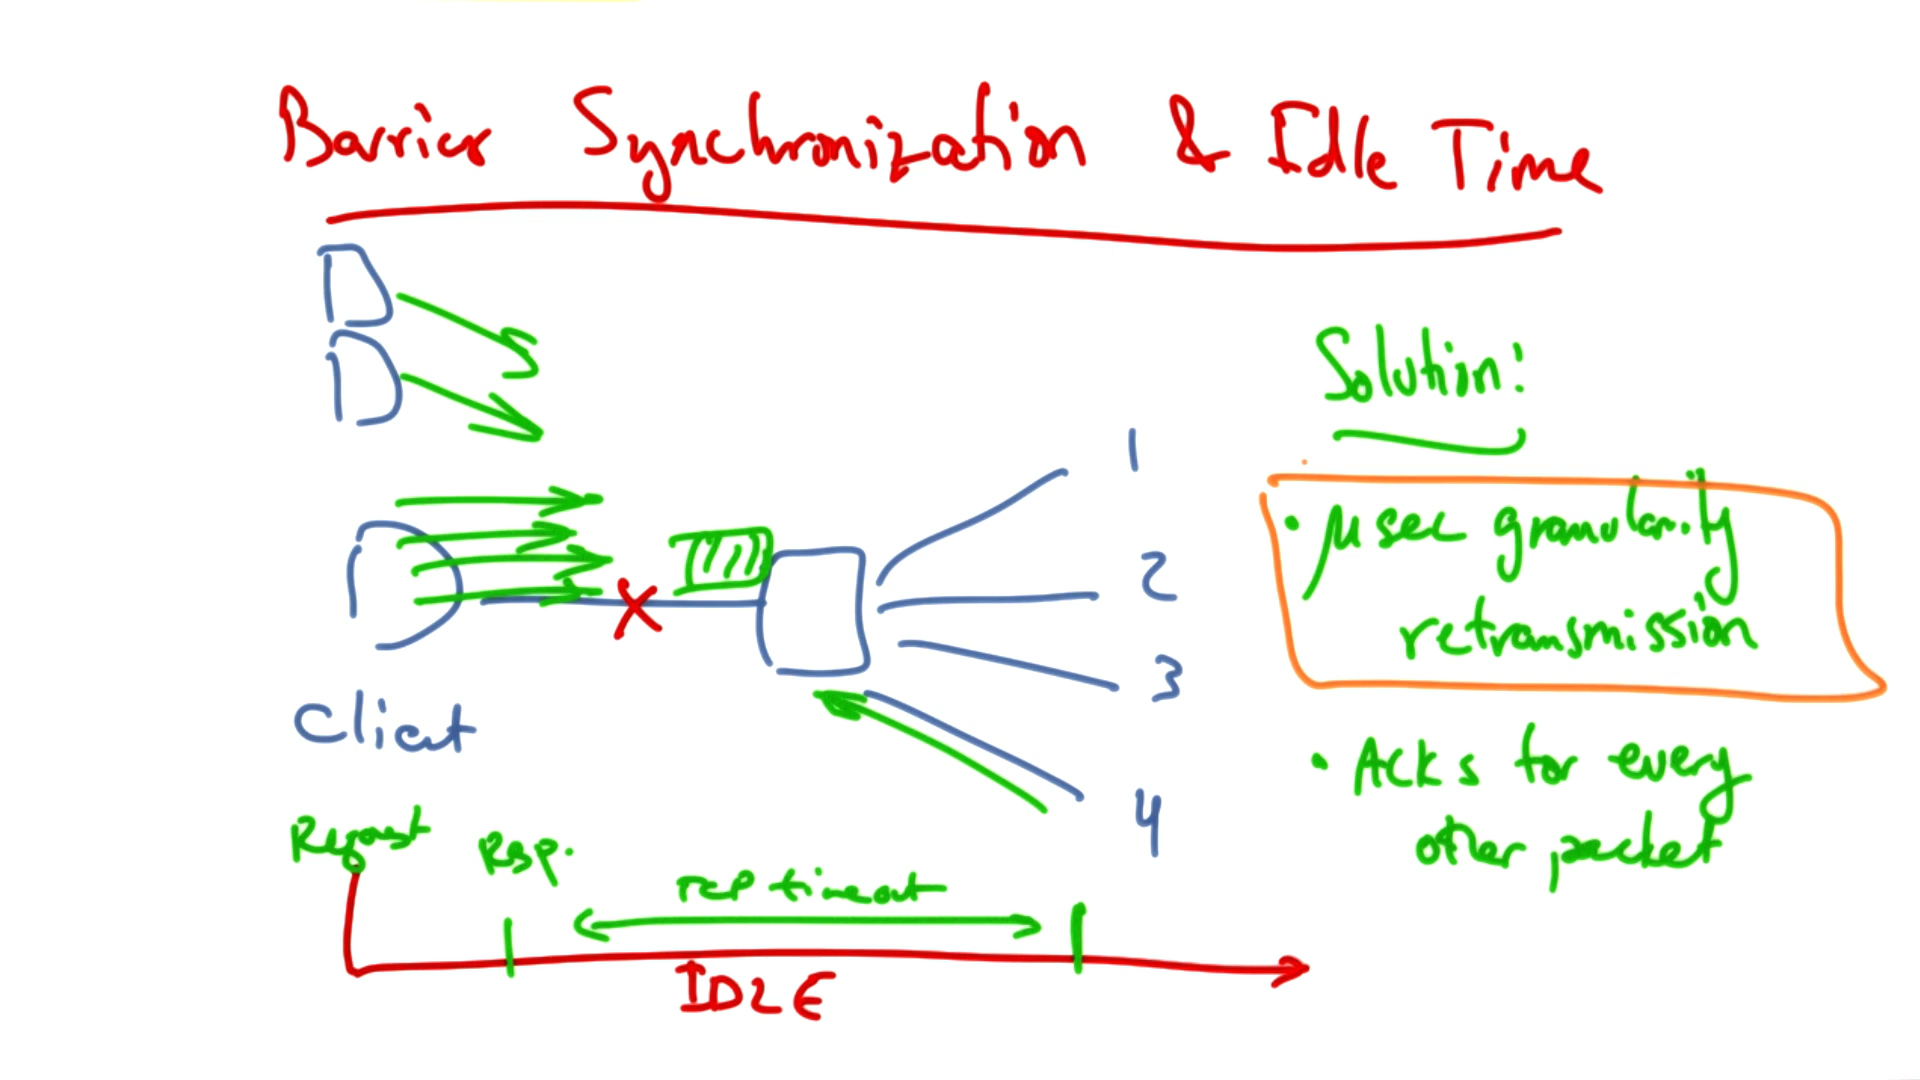 Barrier Synchronization & Idle Time
Solution:
• µsec granularity
retransmission
• Acks for every
other packet
1
2
3
4
Client
Request
Rsp.
TCP timeout
IDLE